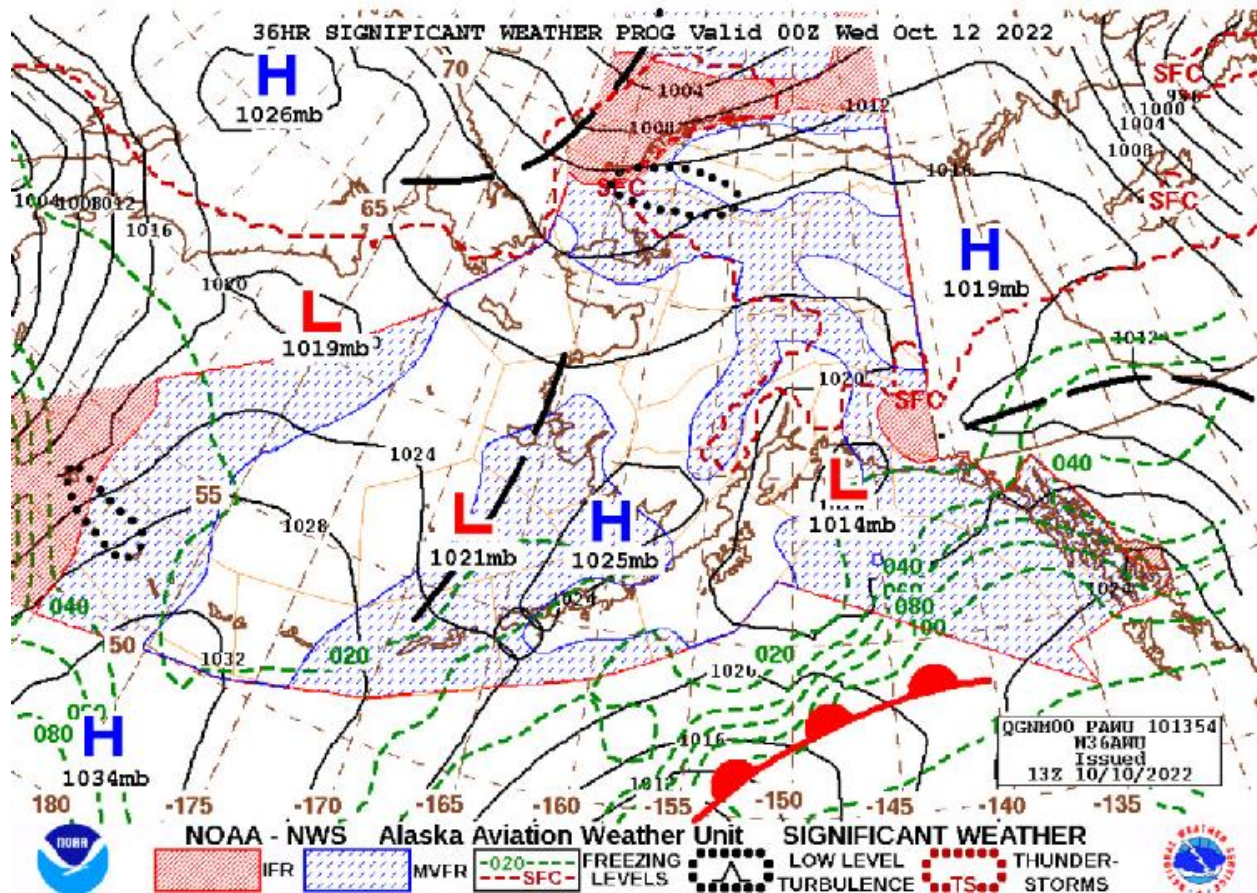 36HR SIGNIFICANT WEATHER PROG Valid 00Z Wed Oct 12 2022
H
1026mb
70
1004
1008
1012
SFC
1000
1004
1008
SFC
1016
SFC
65
1004
1012
1016
1020
L
1019mb
H
1019mb
1012
1020
SFC
1024
040
55
1028
L
1021mb
H
1025mb
L
1014mb
040
040
080
1024
50
1032
020
020
H
1034mb
080
1016
QGNM00 PAWU 101354
N36AWU
Issued
13Z 10/10/2022
-180 -175 -170 -165 -160 -155 -150 -145 -140 -135
NOAA - NWS Alaska Aviation Weather Unit SIGNIFICANT WEATHER
NOAA
IFR
MVFR
-020- FREEZING
SFC LEVELS
LOW LEVEL
TURBULENCE
TS
THUNDER-
STORMS